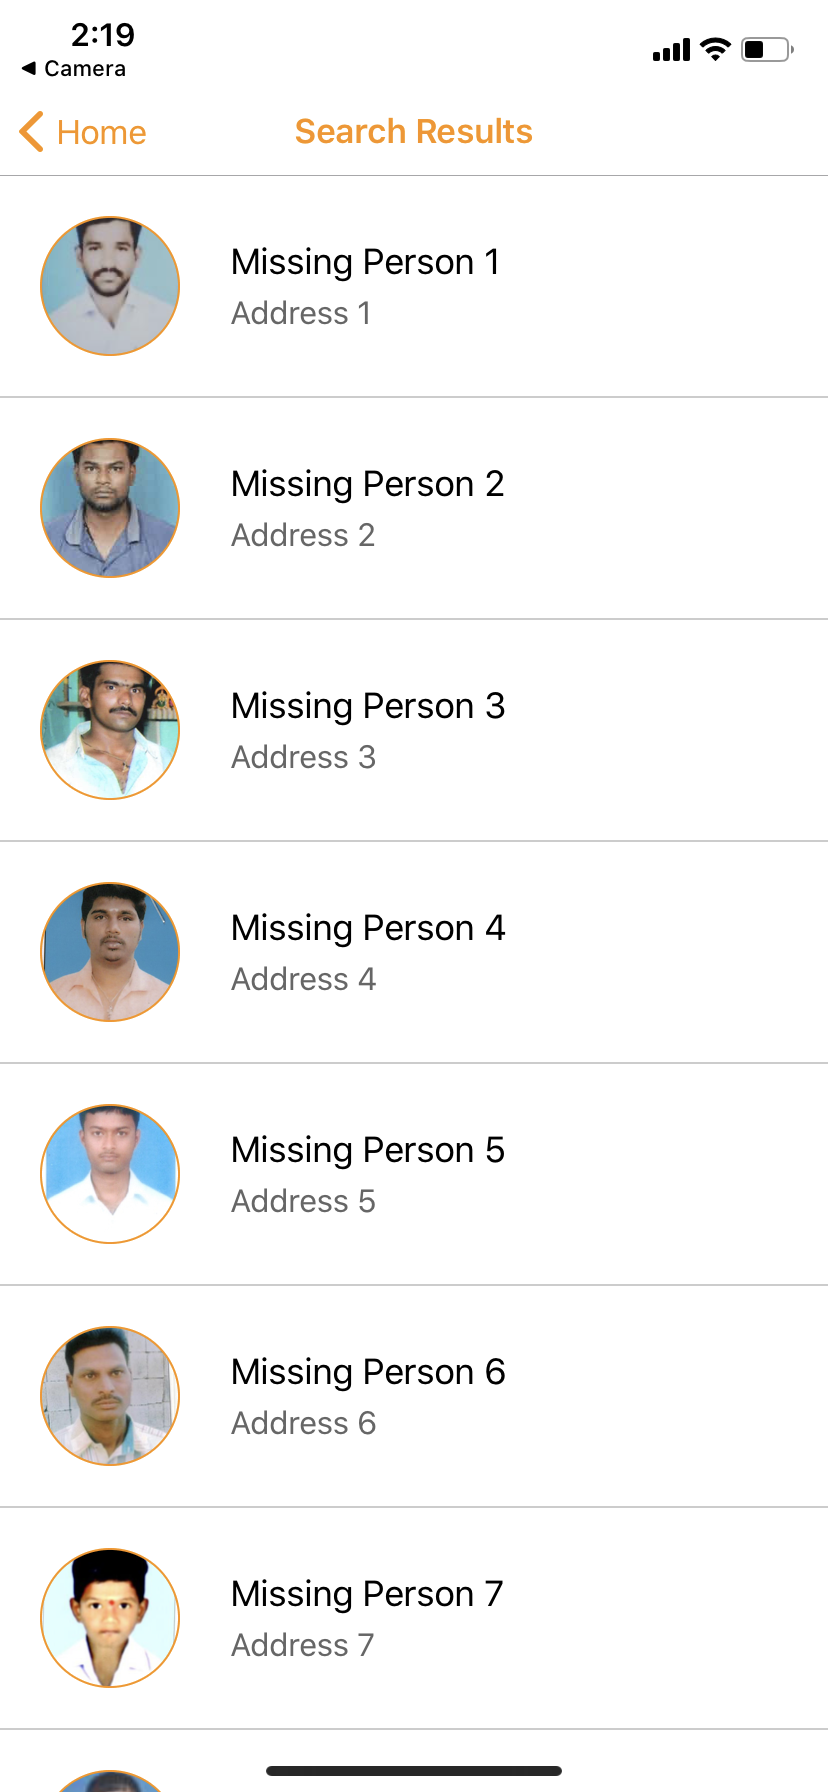 2:19
◀ Camera
Home
Search Results
Missing Person 1
Address 1
Missing Person 2
Address 2
Missing Person 3
Address 3
Missing Person 4
Address 4
Missing Person 5
Address 5
Missing Person 6
Address 6
Missing Person 7
Address 7